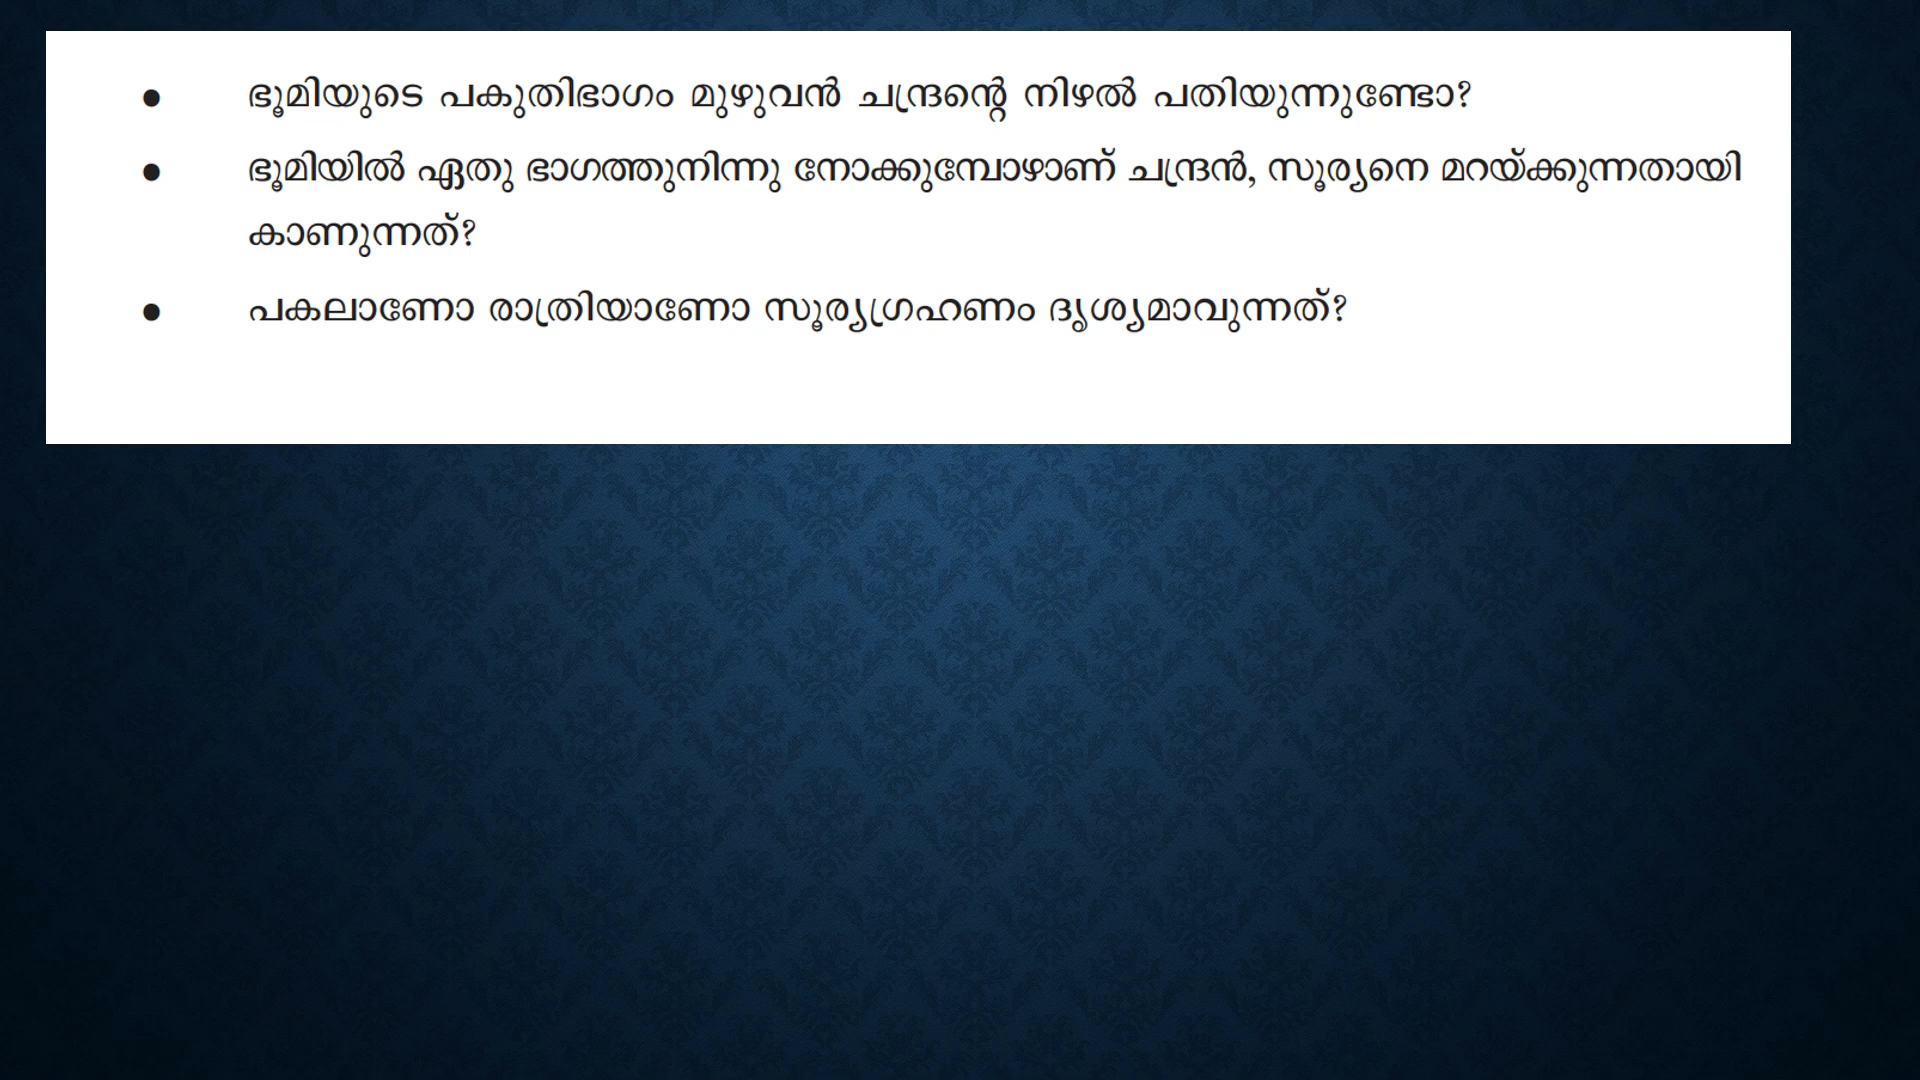 ● ഭൂമിയുടെ പകുതിഭാഗം മുഴുവൻ ചന്ദ്രന്റെ നിഴൽ പതിയുന്നുണ്ടോ?
● ഭൂമിയിൽ ഏതു ഭാഗത്തുനിന്നു നോക്കുമ്പോഴാണ് ചന്ദ്രൻ, സൂര്യനെ മറയ്ക്കുന്നതായി
കാണുന്നത്?
● പകലാണോ രാത്രിയാണോ സൂര്യഗ്രഹണം ദൃശ്യമാവുന്നത്?